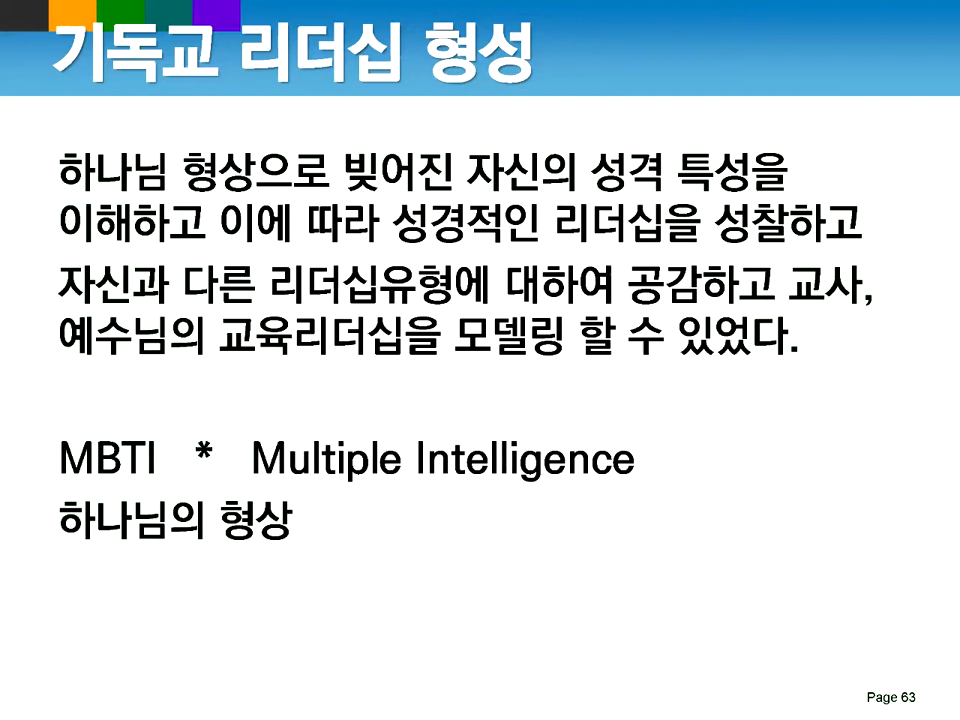 기독교 리더십 형성
하나님 형상으로 빚어진 자신의 성격 특성을
이해하고 이에 따라 성경적인 리더십을 성찰하고
자신과 다른 리더십유형에 대하여 공감하고 교사,
예수님의 교육리더십을 모델링 할 수 있었다.
MBTI * Multiple Intelligence
하나님의 형상
Page 63